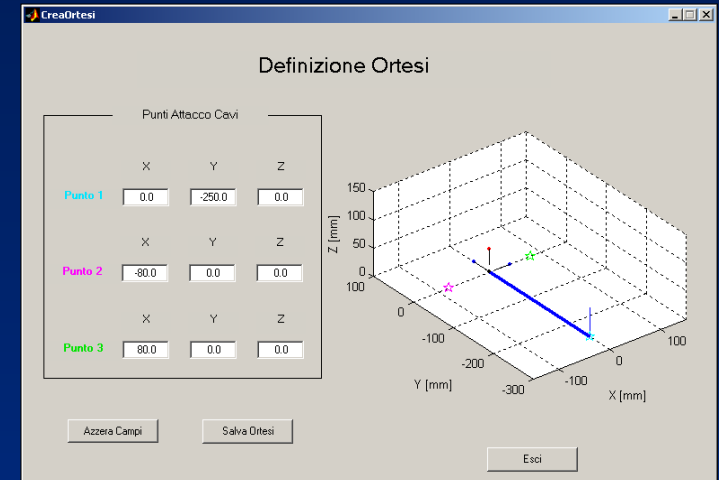 CreaOrtesi
Definizione Ortesi
Punti Attacco Cavi
X Y Z
Punto 1 0.0 -250.0 0.0
X Y Z
Punto 2 -80.0 0.0 0.0
X Y Z
Punto 3 80.0 0.0 0.0
Azzera Campi Salva Ortesi
150
100
50
0
Z [mm]
100
0
-100
-200
-300
Y [mm]
-100
0
100
X [mm]
Esci